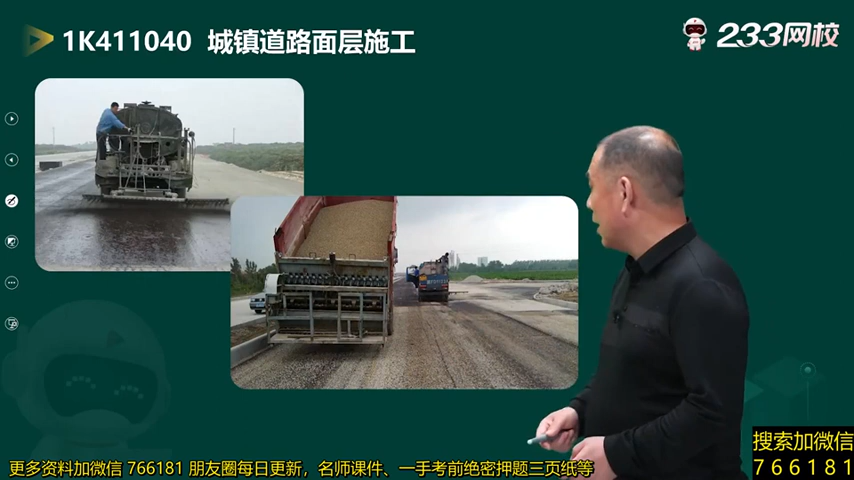 1K411040 城镇道路面层施工
233网校
搜索加微信
766181
更多资料加微信 766181 朋友圈每日更新，名师课件、一手考前绝密押题三页纸等